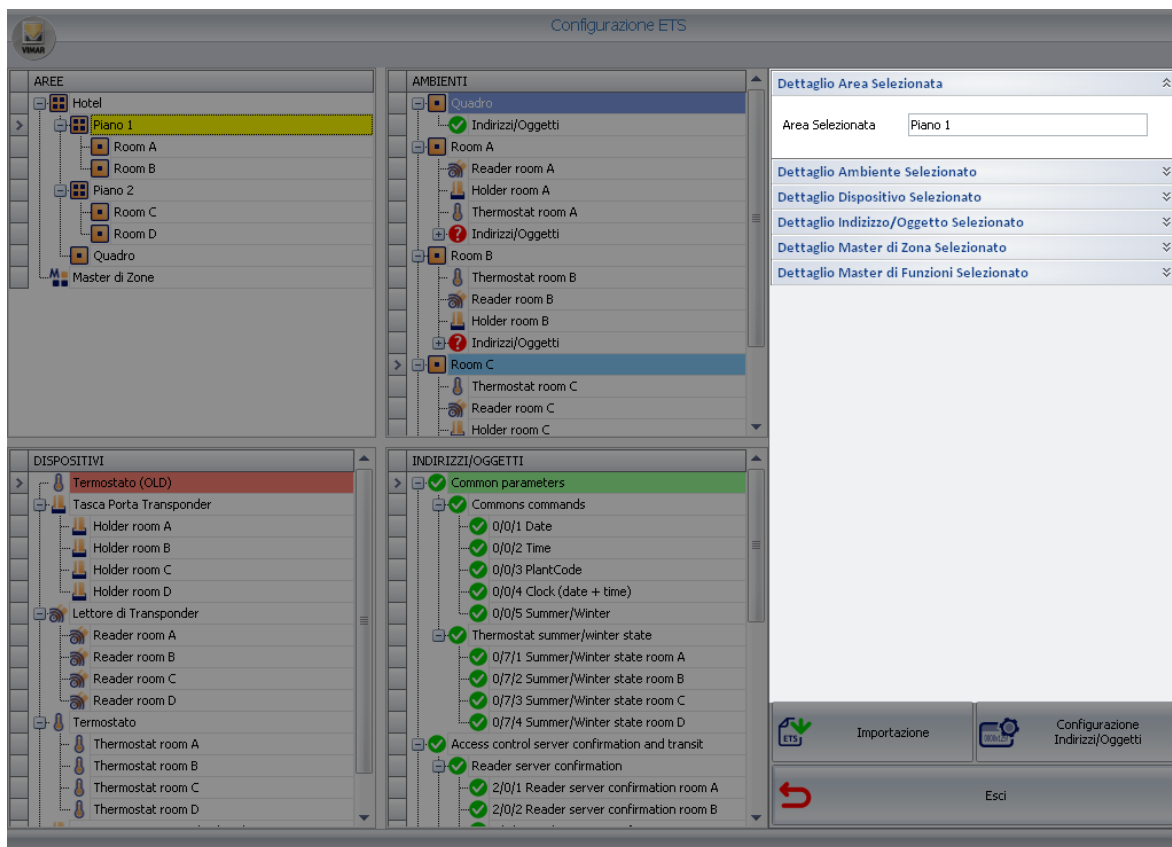 Configurazione ETS
VIMAR
AREE
Hotel
Piano 1
Room A
Room B
Piano 2
Room C
Room D
Quadro
Master di Zone
AMBIENTI
Quadro
Indirizzi/Oggetti
Room A
Reader room A
Holder room A
Thermostat room A
Indirizzi/Oggetti
Room B
Thermostat room B
Reader room B
Holder room B
Indirizzi/Oggetti
Room C
Thermostat room C
Reader room C
Holder room C
DISPOSITIVI
Termostato (OLD)
Tasca Porta Transponder
Holder room A
Holder room B
Holder room C
Holder room D
Lettore di Transponder
Reader room A
Reader room B
Reader room C
Reader room D
Termostato
Thermostat room A
Thermostat room B
Thermostat room C
Thermostat room D
INDIRIZZI/OGGETTI
Common parameters
Commons commands
0/0/1 Date
0/0/2 Time
0/0/3 PlantCode
0/0/4 Clock (date + time)
0/0/5 Summer/Winter
Thermostat summer/winter state
0/7/1 Summer/Winter state room A
0/7/2 Summer/Winter state room B
0/7/3 Summer/Winter state room C
0/7/4 Summer/Winter state room D
Access control server confirmation and transit
Reader server confirmation
2/0/1 Reader server confirmation room A
2/0/2 Reader server confirmation room B
Dettaglio Area Selezionata
Area Selezionata Piano 1
Dettaglio Ambiente Selezionato
Dettaglio Dispositivo Selezionato
Dettaglio Indizizzo/Oggetto Selezionato
Dettaglio Master di Zona Selezionato
Dettaglio Master di Funzioni Selezionato
ETS
Importazione
Configurazione
Indirizzi/Oggetti
Esci